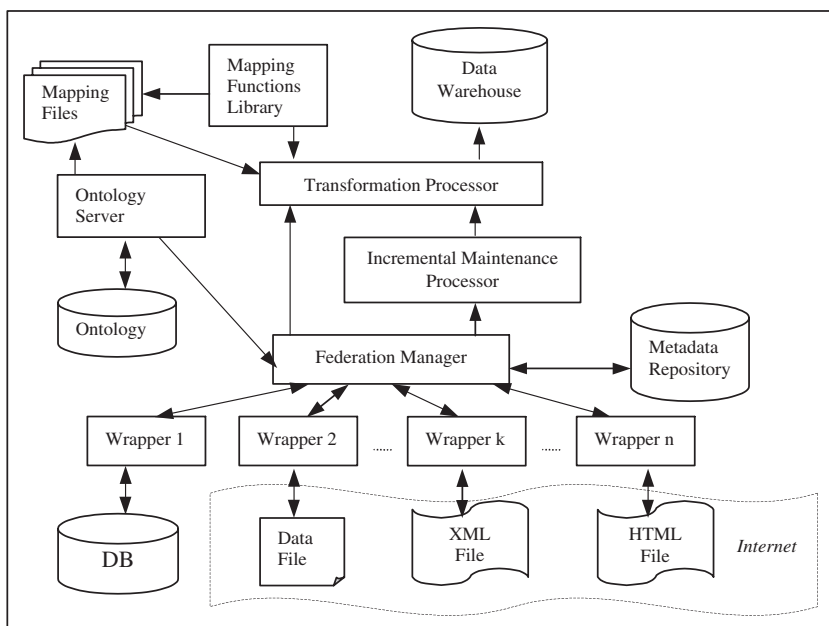 Mapping
Files
Mapping
Functions
Library
Data
Warehouse
Transformation Processor
Ontology
Server
Incremental Maintenance
Processor
Ontology
Federation Manager
Metadata
Repository
Wrapper 1
Wrapper 2
......
Wrapper k
......
Wrapper n
DB
Data
File
XML
File
HTML
File
Internet